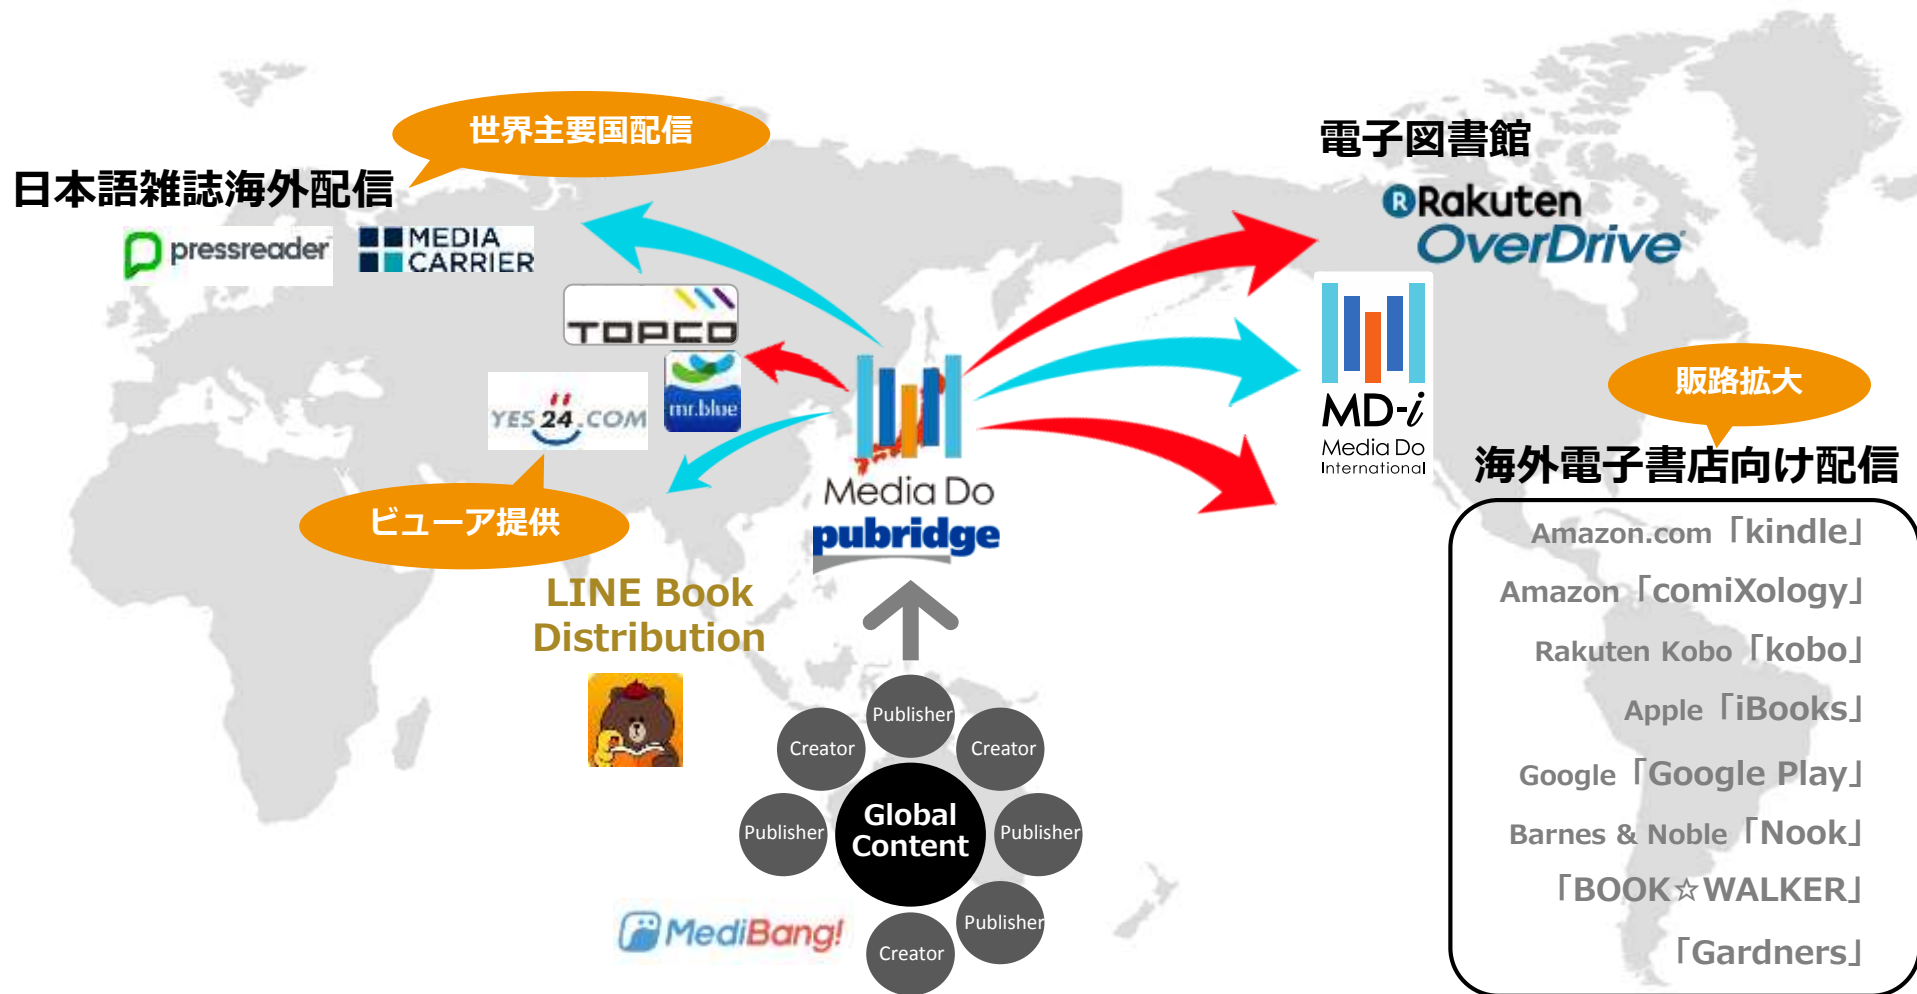 世界主要国配信
日本語雑誌海外配信
pressreader
MEDIA
CARRIER
TOPCO
mr.blue
YES24.COM
ビューア提供
LINE Book
Distribution
Media Do
pubridge
電子図書館
Rakuten
OverDrive
MD-i
Media Do
International
販路拡大
海外電子書店向け配信
Amazon.com「kindle」
Amazon「comiXology」
Rakuten Kobo「kobo」
Apple「iBooks」
Google「Google Play」
Barnes & Noble「Nook」
「BOOK☆WALKER」
「Gardners」
Publisher
Creator
Creator
Publisher
Global
Content
Publisher
Publisher
Creator
MediBang!